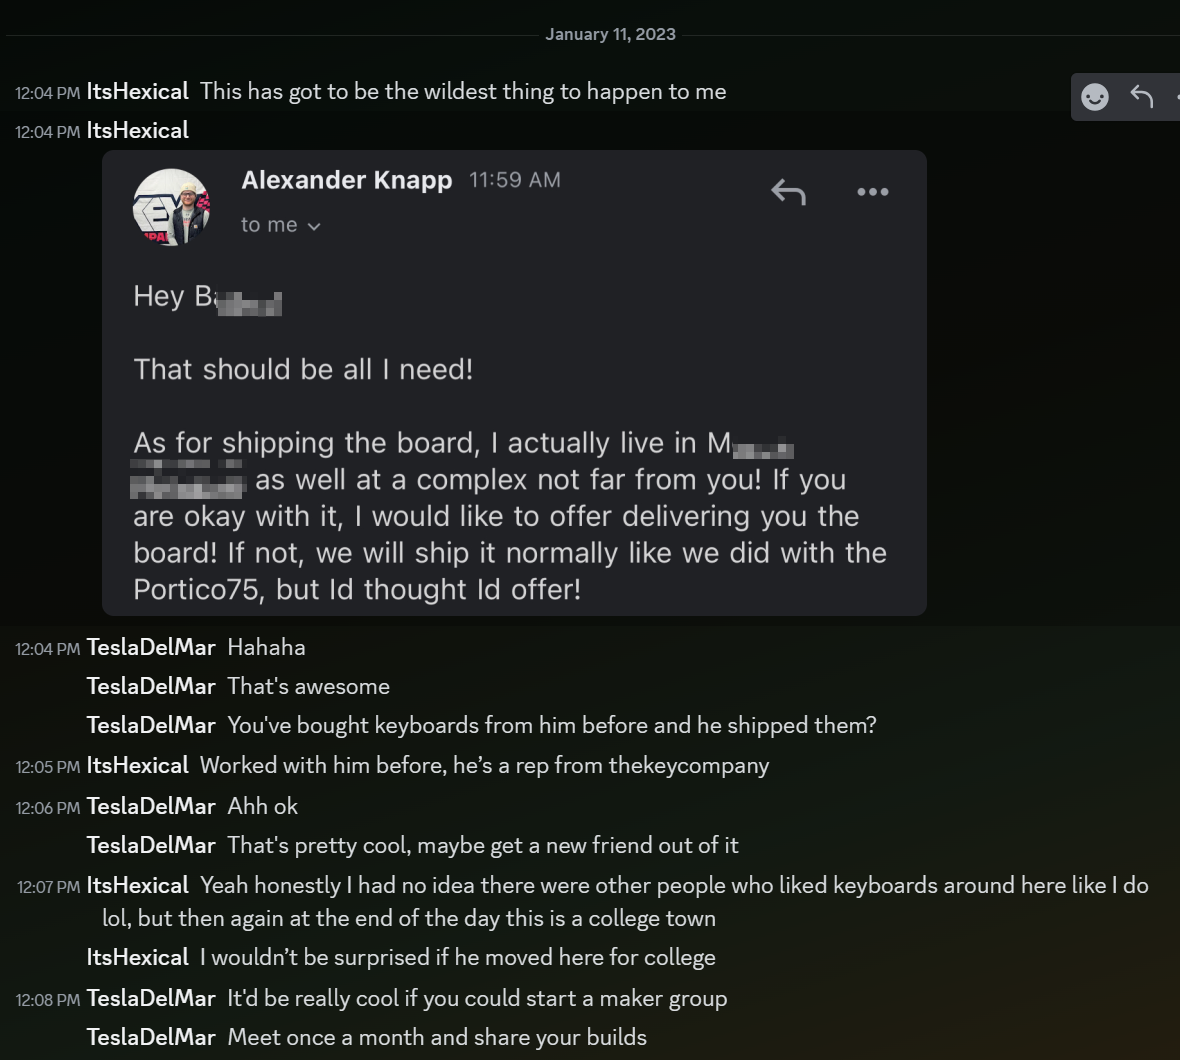 January 11, 2023
12:04 PM ItsHexical This has got to be the wildest thing to happen to me
12:04 PM ItsHexical
Alexander Knapp 11:59 AM
to me
Hey
That should be all I need!
As for shipping the board, I actually live in
as well at a complex not far from you! If you
are okay with it, I would like to offer delivering you the
board! If not, we will ship it normally like we did with the
Portico75, but Id thought Id offer!
12:04 PM TeslaDelMar Hahaha
TeslaDelMar That's awesome
TeslaDelMar You've bought keyboards from him before and he shipped them?
12:05 PM ItsHexical Worked with him before, he’s a rep from thekeycompany
12:06 PM TeslaDelMar Ahh ok
TeslaDelMar That's pretty cool, maybe get a new friend out of it
12:07 PM ItsHexical Yeah honestly I had no idea there were other people who liked keyboards around here like I do
lol, but then again at the end of the day this is a college town
ItsHexical I wouldn’t be surprised if he moved here for college
12:08 PM TeslaDelMar It'd be really cool if you could start a maker group
TeslaDelMar Meet once a month and share your builds